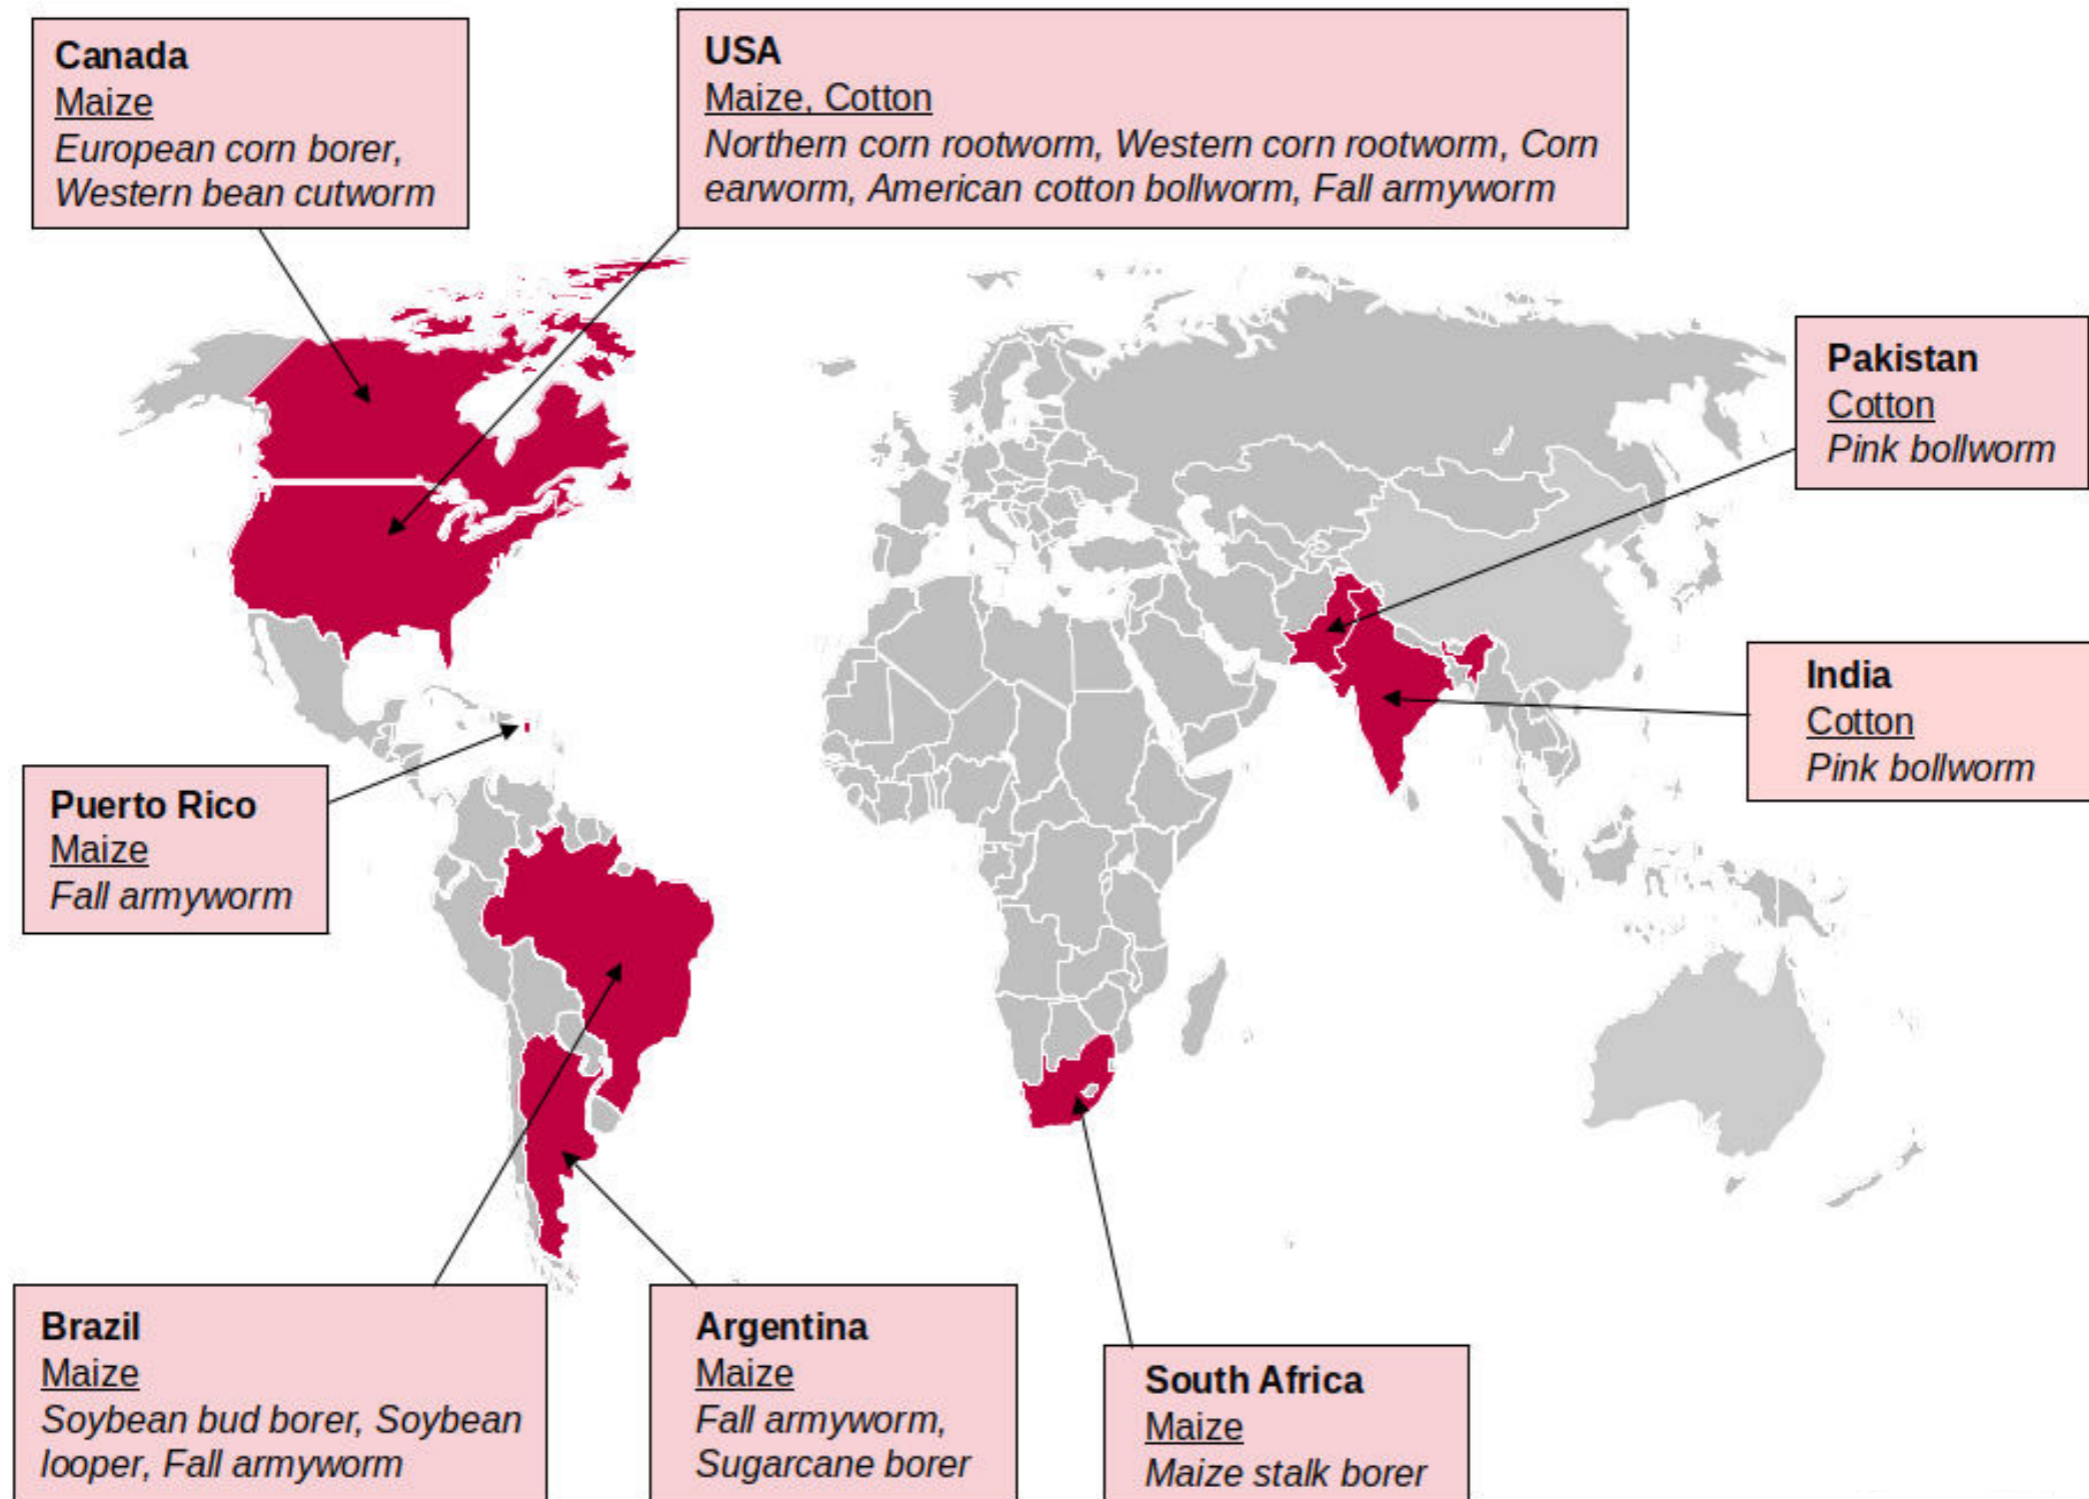 Canada
Maize
European corn borer,
Western bean cutworm
USA
Maize, Cotton
Northern corn rootworm, Western corn rootworm, Corn
earworm, American cotton bollworm, Fall armyworm
Pakistan
Cotton
Pink bollworm
India
Cotton
Pink bollworm
Puerto Rico
Maize
Fall armyworm
Brazil
Maize
Soybean bud borer, Soybean
looper, Fall armyworm
Argentina
Maize
Fall armyworm,
Sugarcane borer
South Africa
Maize
Maize stalk borer